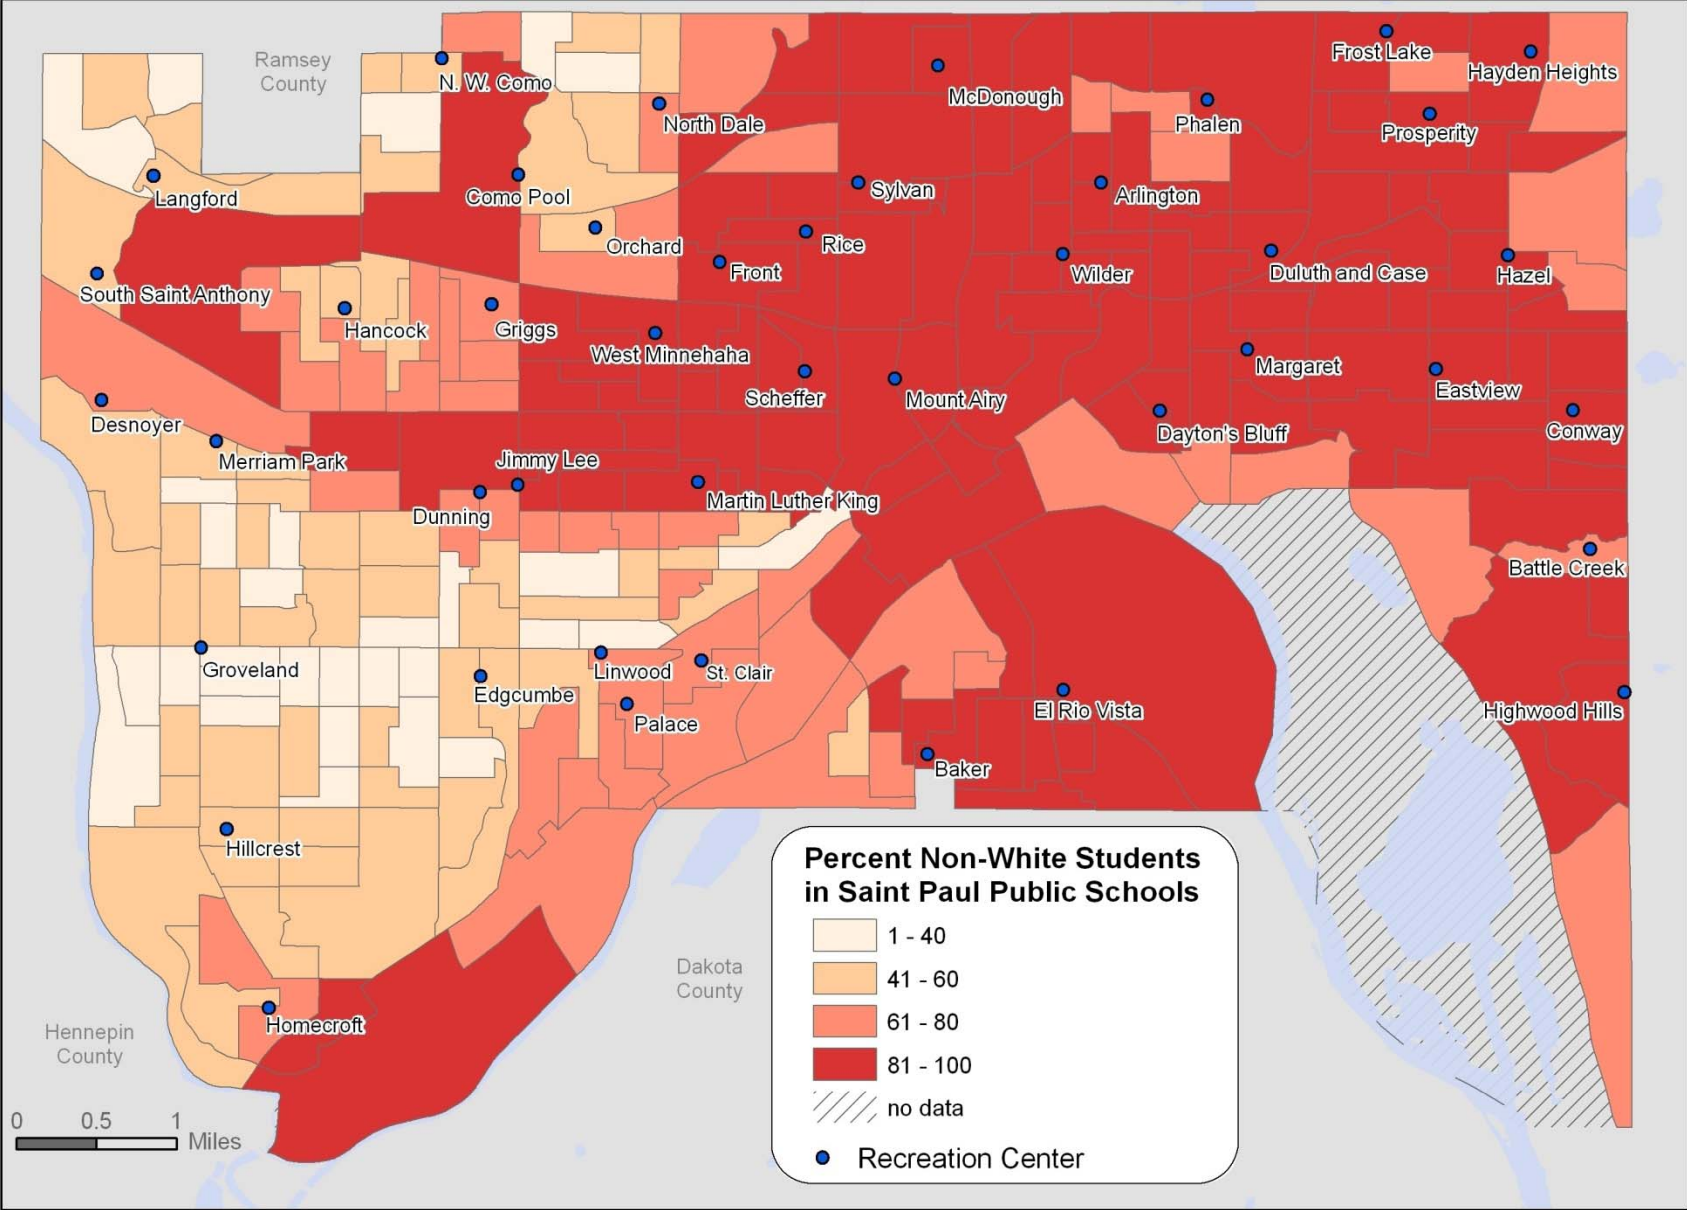 Ramsey
County
Frost Lake
Hayden Heights
N. W. Como
McDonough
North Dale
Phalen
Prosperity
Langford
Como Pool
Sylvan
Arlington
Orchard
Rice
Front
Wilder
Duluth and Case
Hazel
South Saint Anthony
Hancock
Griggs
West Minnehaha
Margaret
Scheffer
Mount Airy
Eastview
Desnoyer
Dayton's Bluff
Conway
Merriam Park
Jimmy Lee
Martin Luther King
Dunning
Battle Creek
Groveland
Linwood
St. Clair
Edgcumbe
Palace
El Rio Vista
Highwood Hills
Baker
Hillcrest
Percent Non-White Students
in Saint Paul Public Schools
1 - 40
41 - 60
61 - 80
81 - 100
no data
Recreation Center
Dakota
County
Homecroft
Hennepin
County
0 0.5 1
Miles